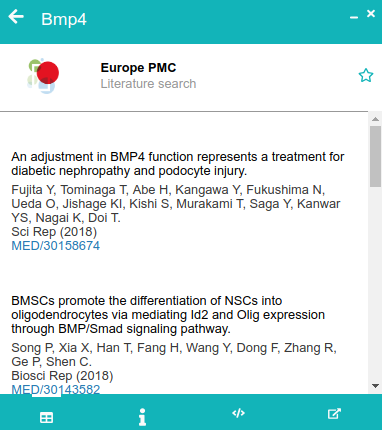 Bmp4
Europe PMC
Literature search
An adjustment in BMP4 function represents a treatment for
diabetic nephropathy and podocyte injury.
Fujita Y, Tominaga T, Abe H, Kangawa Y, Fukushima N,
Ueda O, Jishage KI, Kishi S, Murakami T, Saga Y, Kanwar
YS, Nagai K, Doi T.
Sci Rep (2018)
MED/30158674
BMSCs promote the differentiation of NSCs into
oligodendrocytes via mediating Id2 and Olig expression
through BMP/Smad signaling pathway.
Song P, Xia X, Han T, Fang H, Wang Y, Dong F, Zhang R,
Ge P, Shen C.
Biosci Rep (2018)
MED/30143582